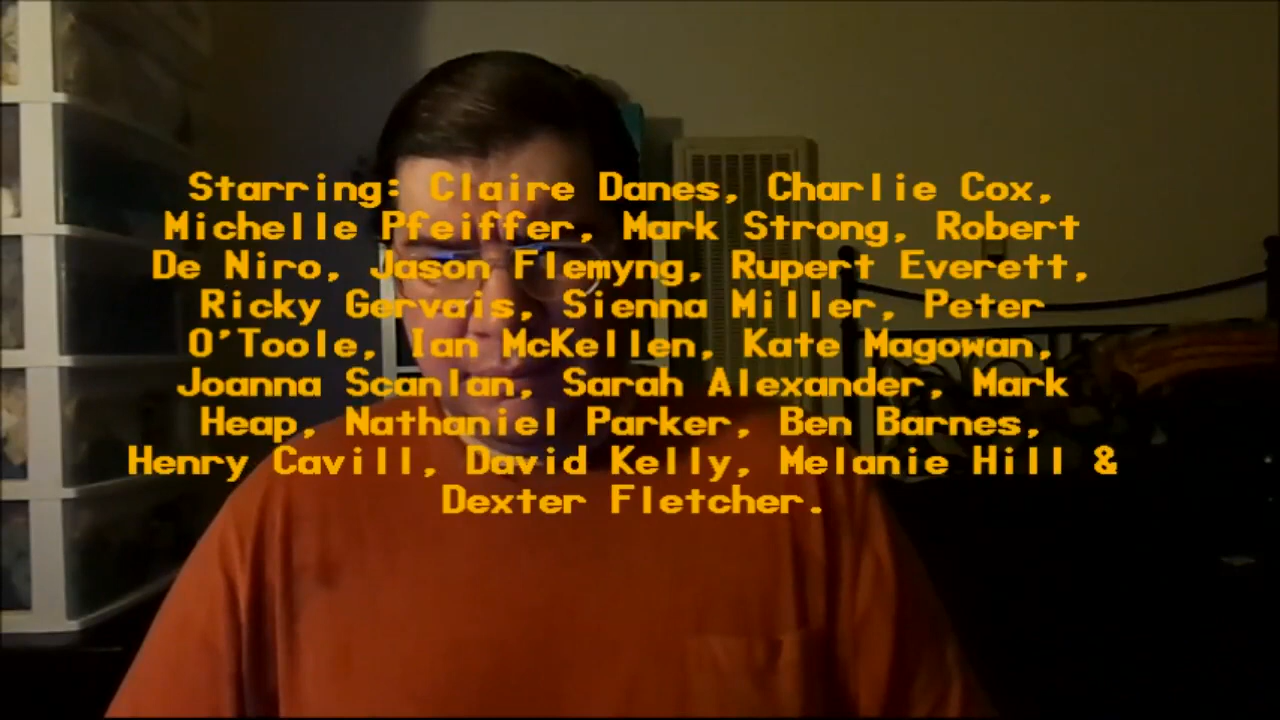 Starring: Claire Danes, Charlie Cox,
Michelle Pfeiffer, Mark Strong, Robert
De Niro, Jason Flemyng, Rupert Everett,
Ricky Gervais, Sienna Miller, Peter
O'Toole, Ian McKellen, Kate Magowan,
Joanna Scanlan, Sarah Alexander, Mark
Heap, Nathaniel Parker, Ben Barnes,
Henry Cavill, David Kelly, Melanie Hill &
Dexter Fletcher.